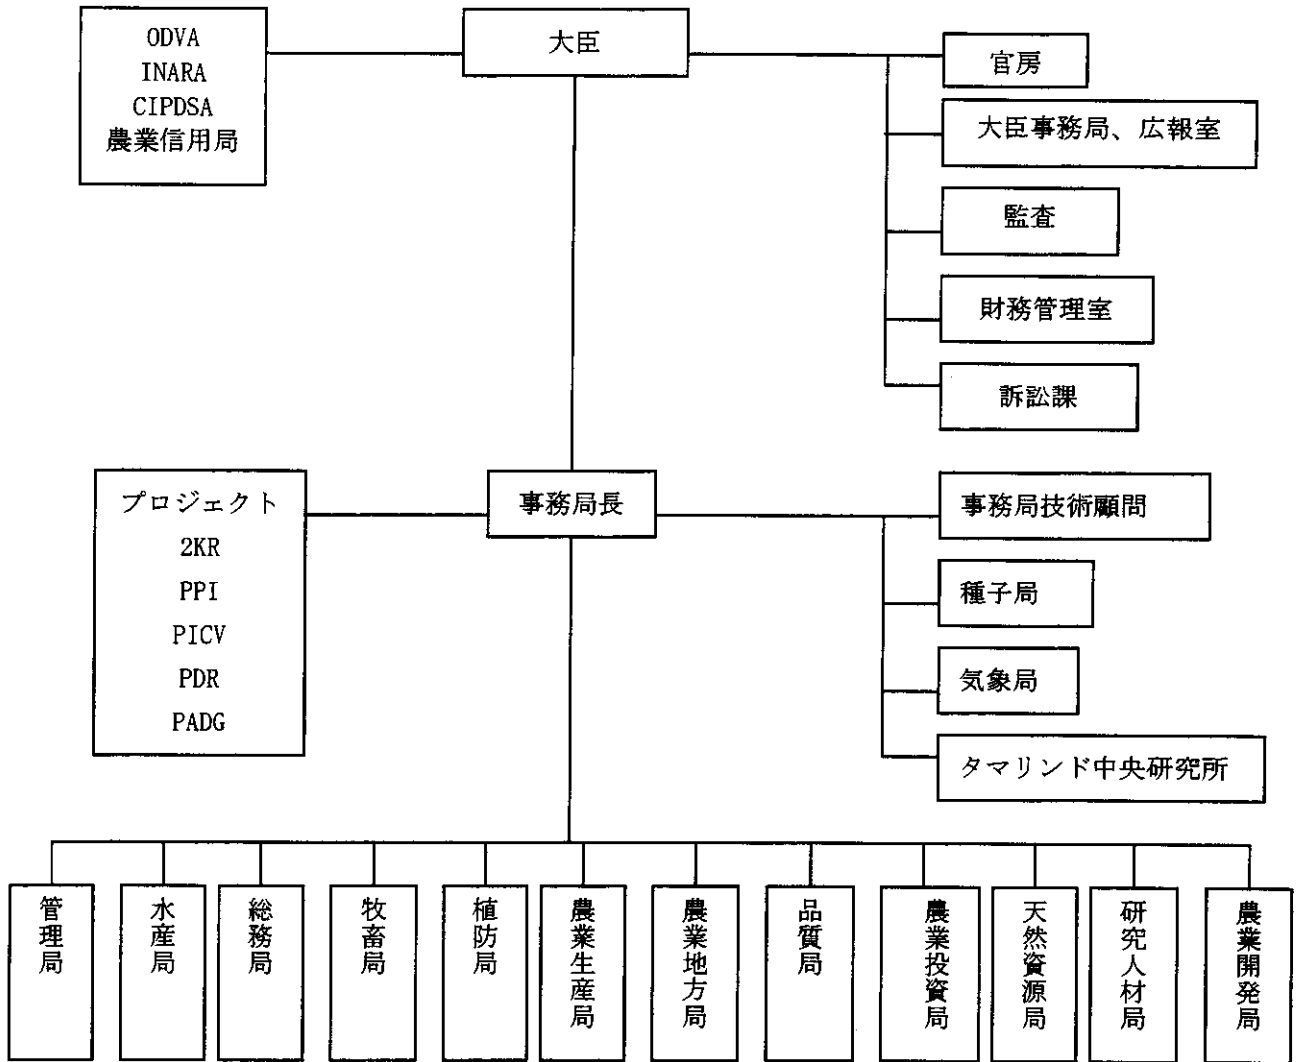 ODVA
INARA
CIPDSA
農業信用局
大臣
官房
大臣事務局、広報室
監査
財務管理室
訴訟課
プロジェクト
2KR
PPI
PICV
PDR
PADG
事務局長
事務局技術顧問
種子局
気象局
タマリンド中央研究所
管理局
水産局
総務局
牧畜局
植防局
農業生産局
農業地方局
品質局
農業投資局
天然資源局
研究人材局
農業開発局